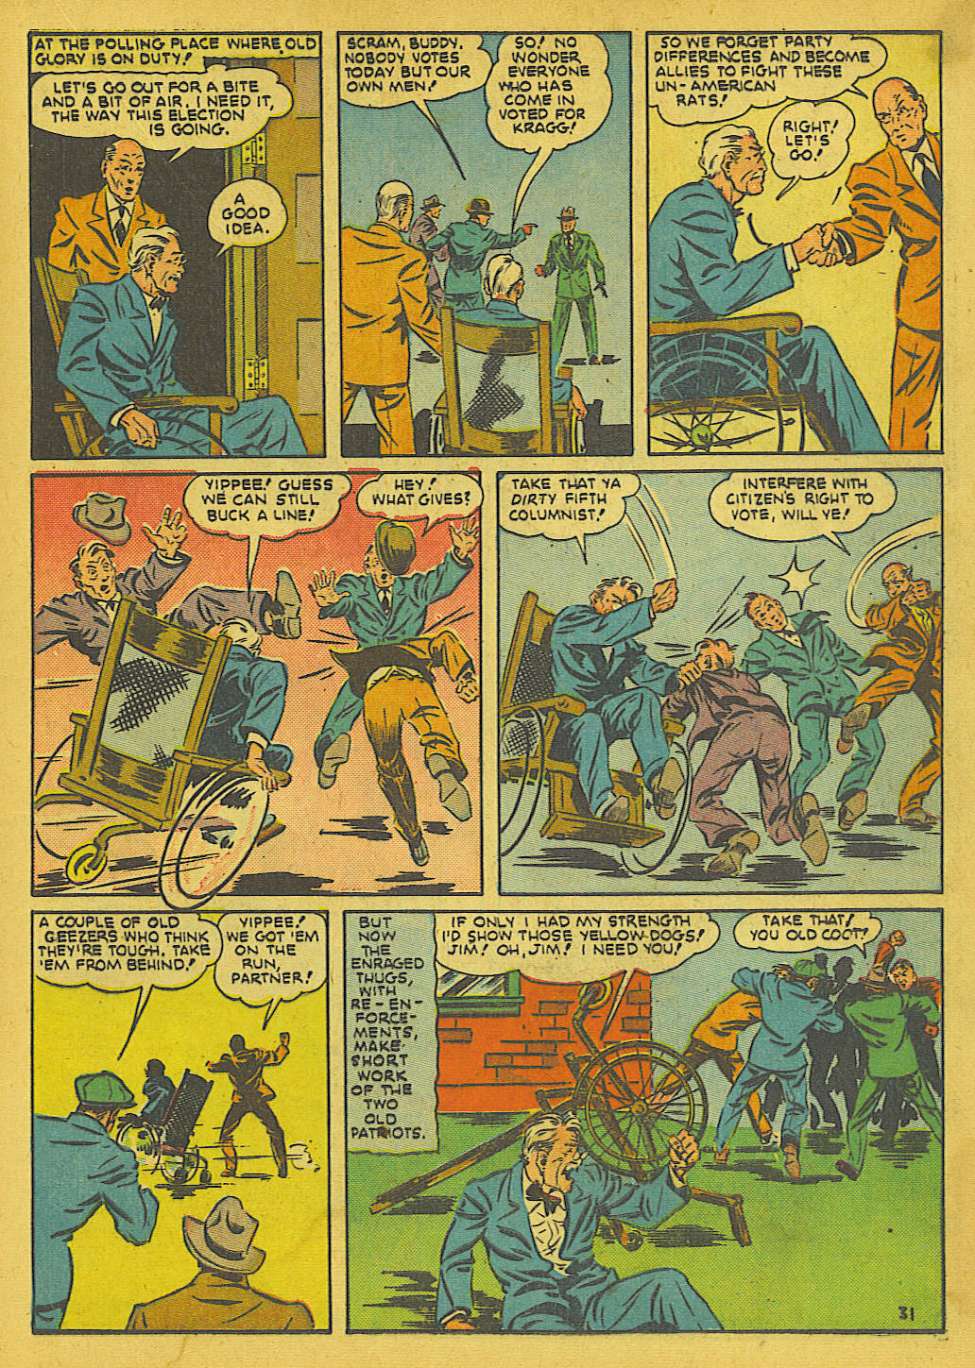 AT THE POLLING PLACE WHERE OLD
GLORY IS ON DUTY!
LET'S GO OUT FOR A BITE
AND A BIT OF AIR. I NEED IT,
THE WAY THIS ELECTION
IS GOING.
A
GOOD
IDEA.
SCRAM, BUDDY.
NOBODY VOTES
TODAY BUT OUR
OWN MEN!
SO! NO
WONDER
EVERYONE
WHO HAS
COME IN
VOTED FOR
KRAGG!
SO WE FORGET PARTY
DIFFERENCES AND BECOME
ALLIES TO FIGHT THESE
UN-AMERICAN
RATS!
RIGHT!
LET'S
GO!
YIPPEE! GUESS
WE CAN STILL
BUCK A LINE!
HEY!
WHAT GIVES?
TAKE THAT YA
DIRTY FIFTH
COLUMNIST!
INTERFERE WITH
CITIZEN'S RIGHT TO
VOTE, WILL YE!
A COUPLE OF OLD
GEEZERS WHO THINK
THEY'RE TOUGH. TAKE
'EM FROM BEHIND!
YIPPEE!
WE GOT 'EM
ON THE
RUN,
PARTNER!
BUT
NOW
THE
ENRAGED
THUGS,
WITH
RE-EN-
FORCE-
MENTS,
MAKE
SHORT
WORK
OF THE
TWO
OLD
PATRIOTS.
IF ONLY I HAD MY STRENGTH
I'D SHOW THOSE YELLOW-DOGS!
JIM! OH, JIM! I NEED YOU!
TAKE THAT!
YOU OLD COOT!
31